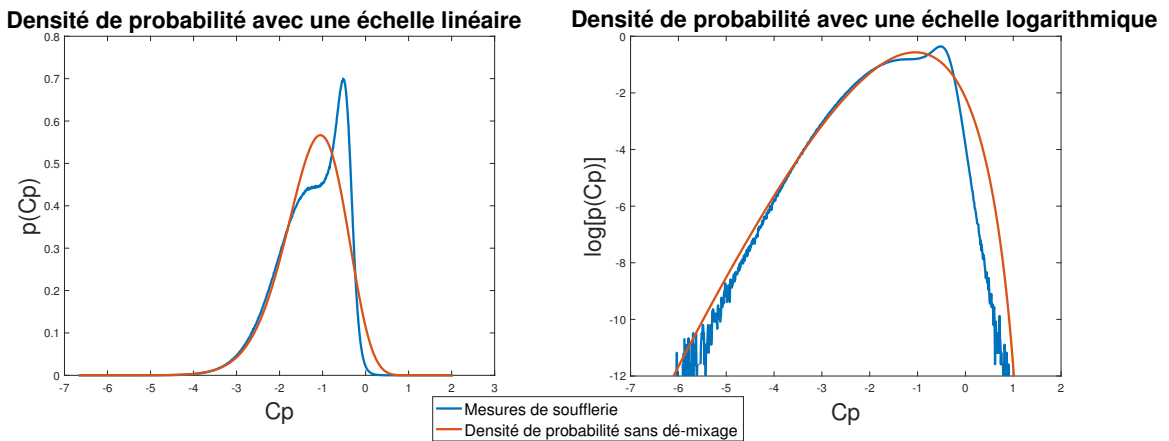 Densité de probabilité avec une échelle linéaire
0.8
0.7
0.6
0.5
0.4
0.3
0.2
0.1
0
p(Cp)
-7 -6 -5 -4 -3 -2 -1 0 1 2 3
Cp
Densité de probabilité avec une échelle logarithmique
0
-2
-4
-6
-8
-10
-12
log[p(Cp)]
-7 -6 -5 -4 -3 -2 -1 0 1 2
Cp
Mesures de soufflerie
Densité de probabilité sans dé-mixage